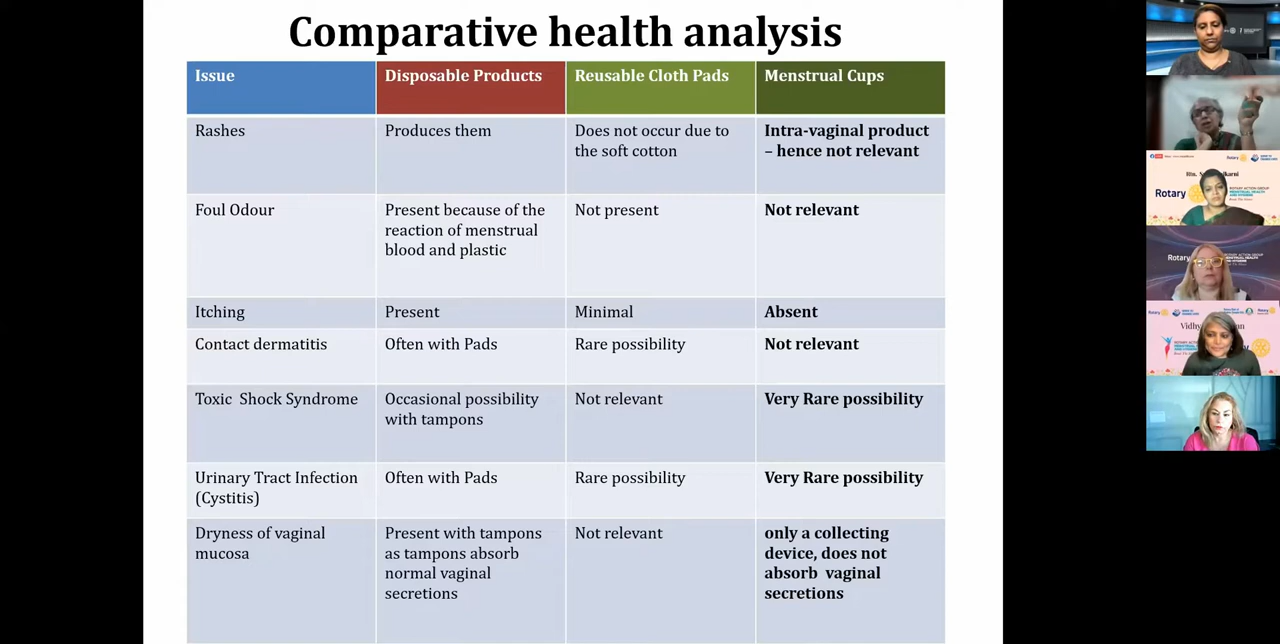 Comparative health analysis
Issue
Disposable Products
Reusable Cloth Pads
Menstrual Cups
Rashes
Produces them
Does not occur due to
the soft cotton
Intra-vaginal product
– hence not relevant
Foul Odour
Present because of the
reaction of menstrual
blood and plastic
Not present
Not relevant
Itching
Present
Minimal
Absent
Contact dermatitis
Often with Pads
Rare possibility
Not relevant
Toxic Shock Syndrome
Occasional possibility
with tampons
Not relevant
Very Rare possibility
Urinary Tract Infection
(Cystitis)
Often with Pads
Rare possibility
Very Rare possibility
Dryness of vaginal
mucosa
Present with tampons
as tampons absorb
normal vaginal
secretions
Not relevant
only a collecting
device, does not
absorb vaginal
secretions
Rotary
Rotary